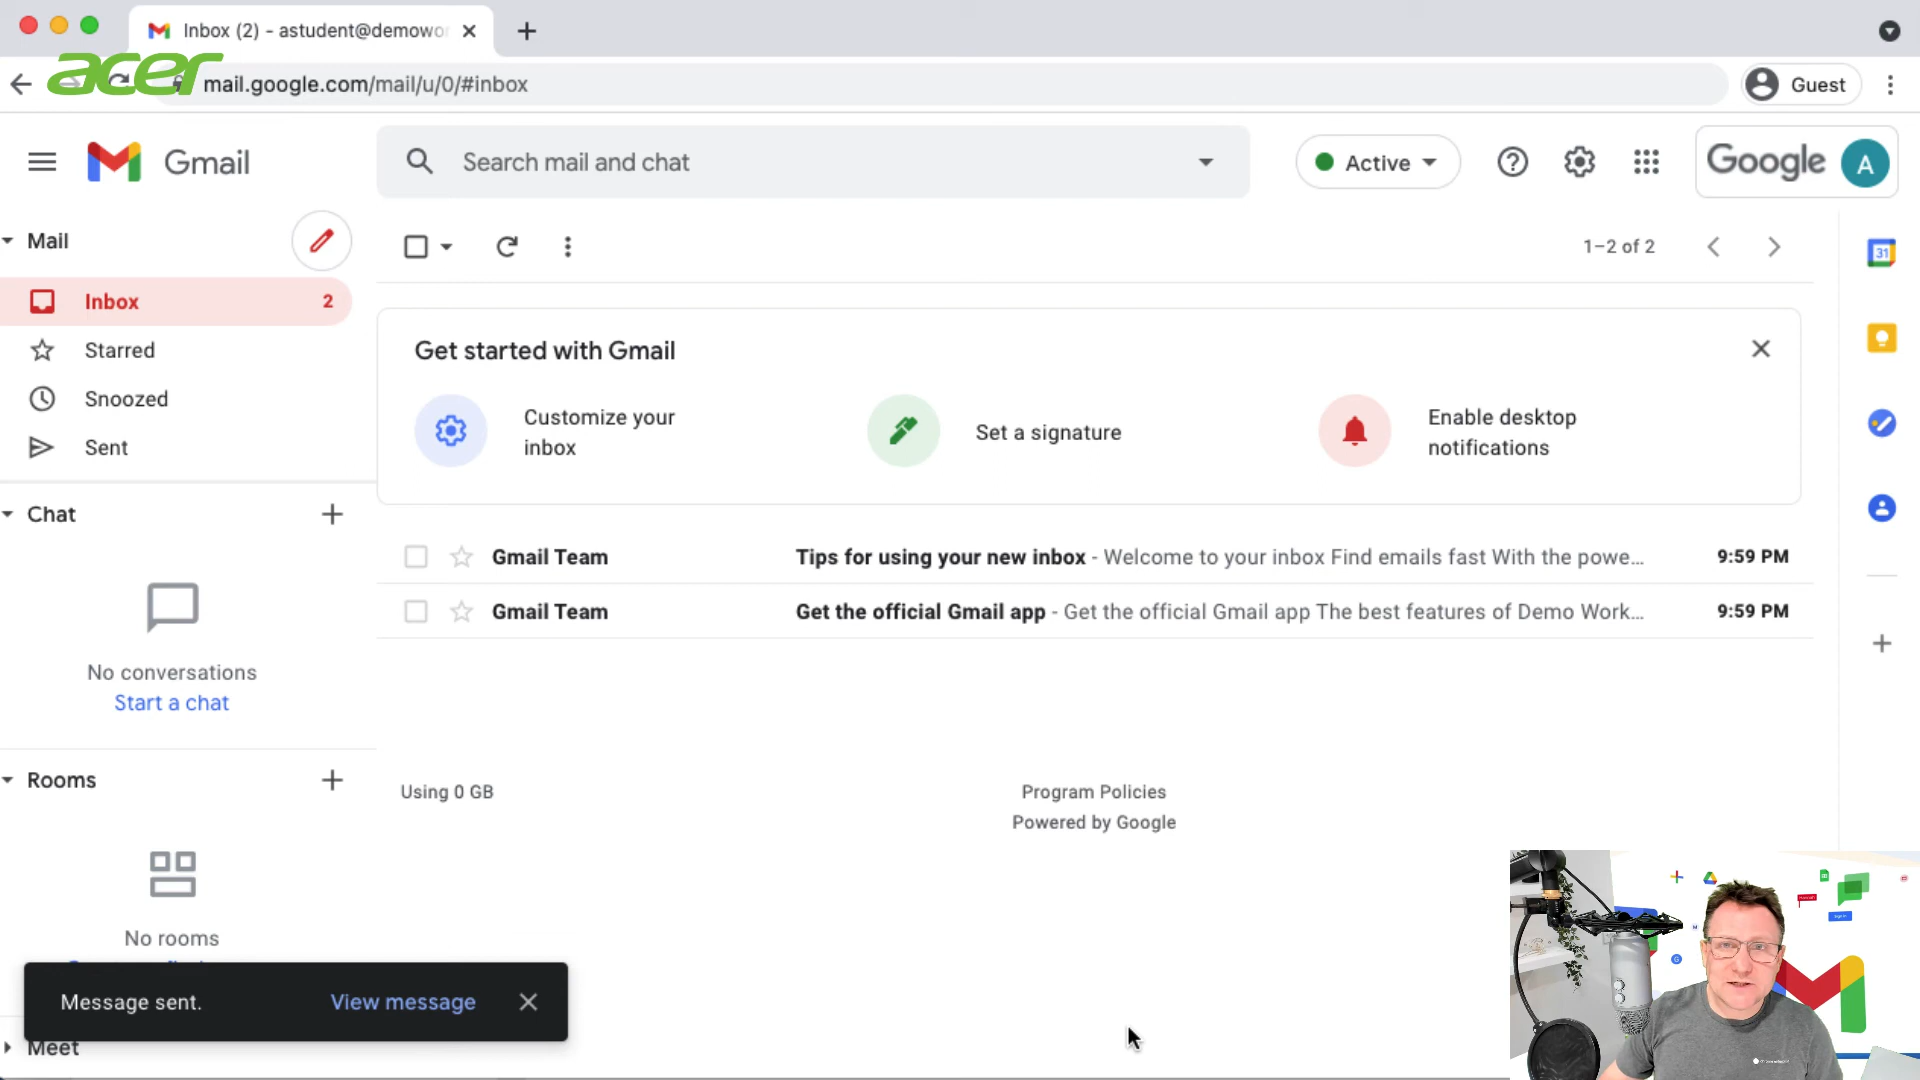 Inbox (2) - astudent@demowo
acer
mail.google.com/mail/u/0/#inbox
Guest
Gmail
Search mail and chat
Active
Google
A
Mail
1–2 of 2
31
Inbox 2
Starred
Snoozed
Sent
Get started with Gmail
Customize your
inbox
Set a signature
Enable desktop
notifications
Chat
Gmail Team Tips for using your new inbox - Welcome to your inbox Find emails fast With the powe... 9:59 PM
Gmail Team Get the official Gmail app - Get the official Gmail app The best features of Demo Work... 9:59 PM
No conversations
Start a chat
Rooms
Using 0 GB
Program Policies
Powered by Google
No rooms
Message sent. View message
Meet